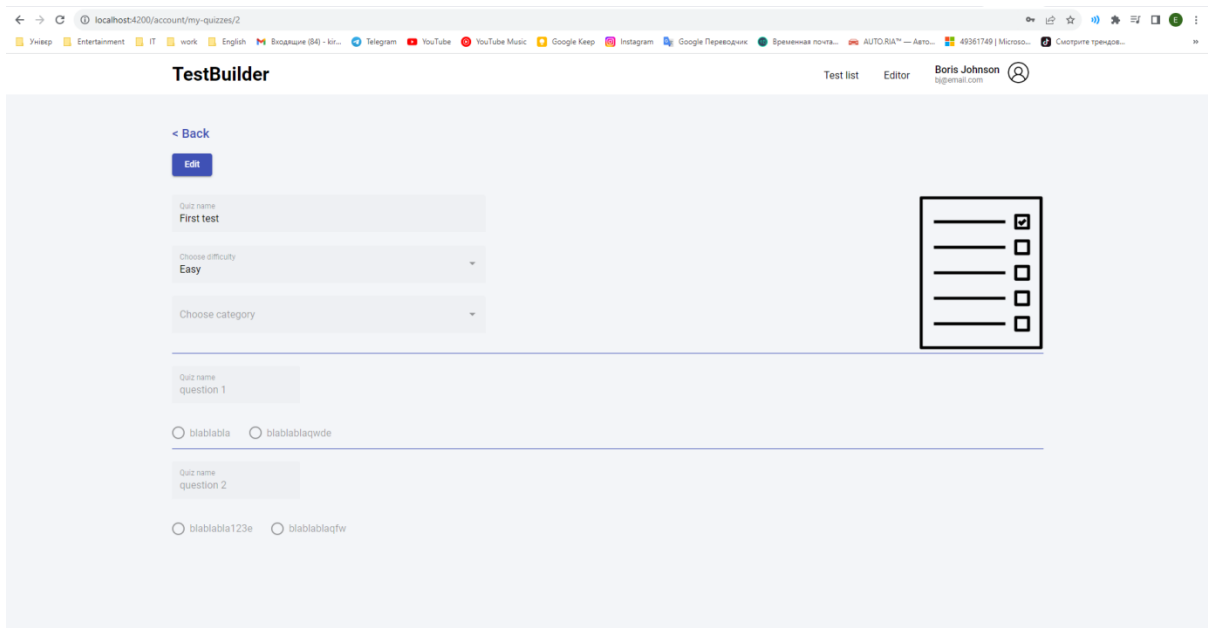 localhost:4200/account/my-quizzes/2
Универ Entertainment IT work English Входящие (84) - kir... Telegram YouTube YouTube Music Google Keep Instagram Google Переводчик Временная почта... AUTO.RIA™ — Авто... 49361749 | Microso... Смотрите трендов... »
TestBuilder
Test list Editor Boris Johnson
bj@email.com
< Back
Edit
Quiz name
First test
Choose difficulty
Easy
Choose category
Quiz name
question 1
blablabla blablablaqwde
Quiz name
question 2
blablabla123e blablablaqfw